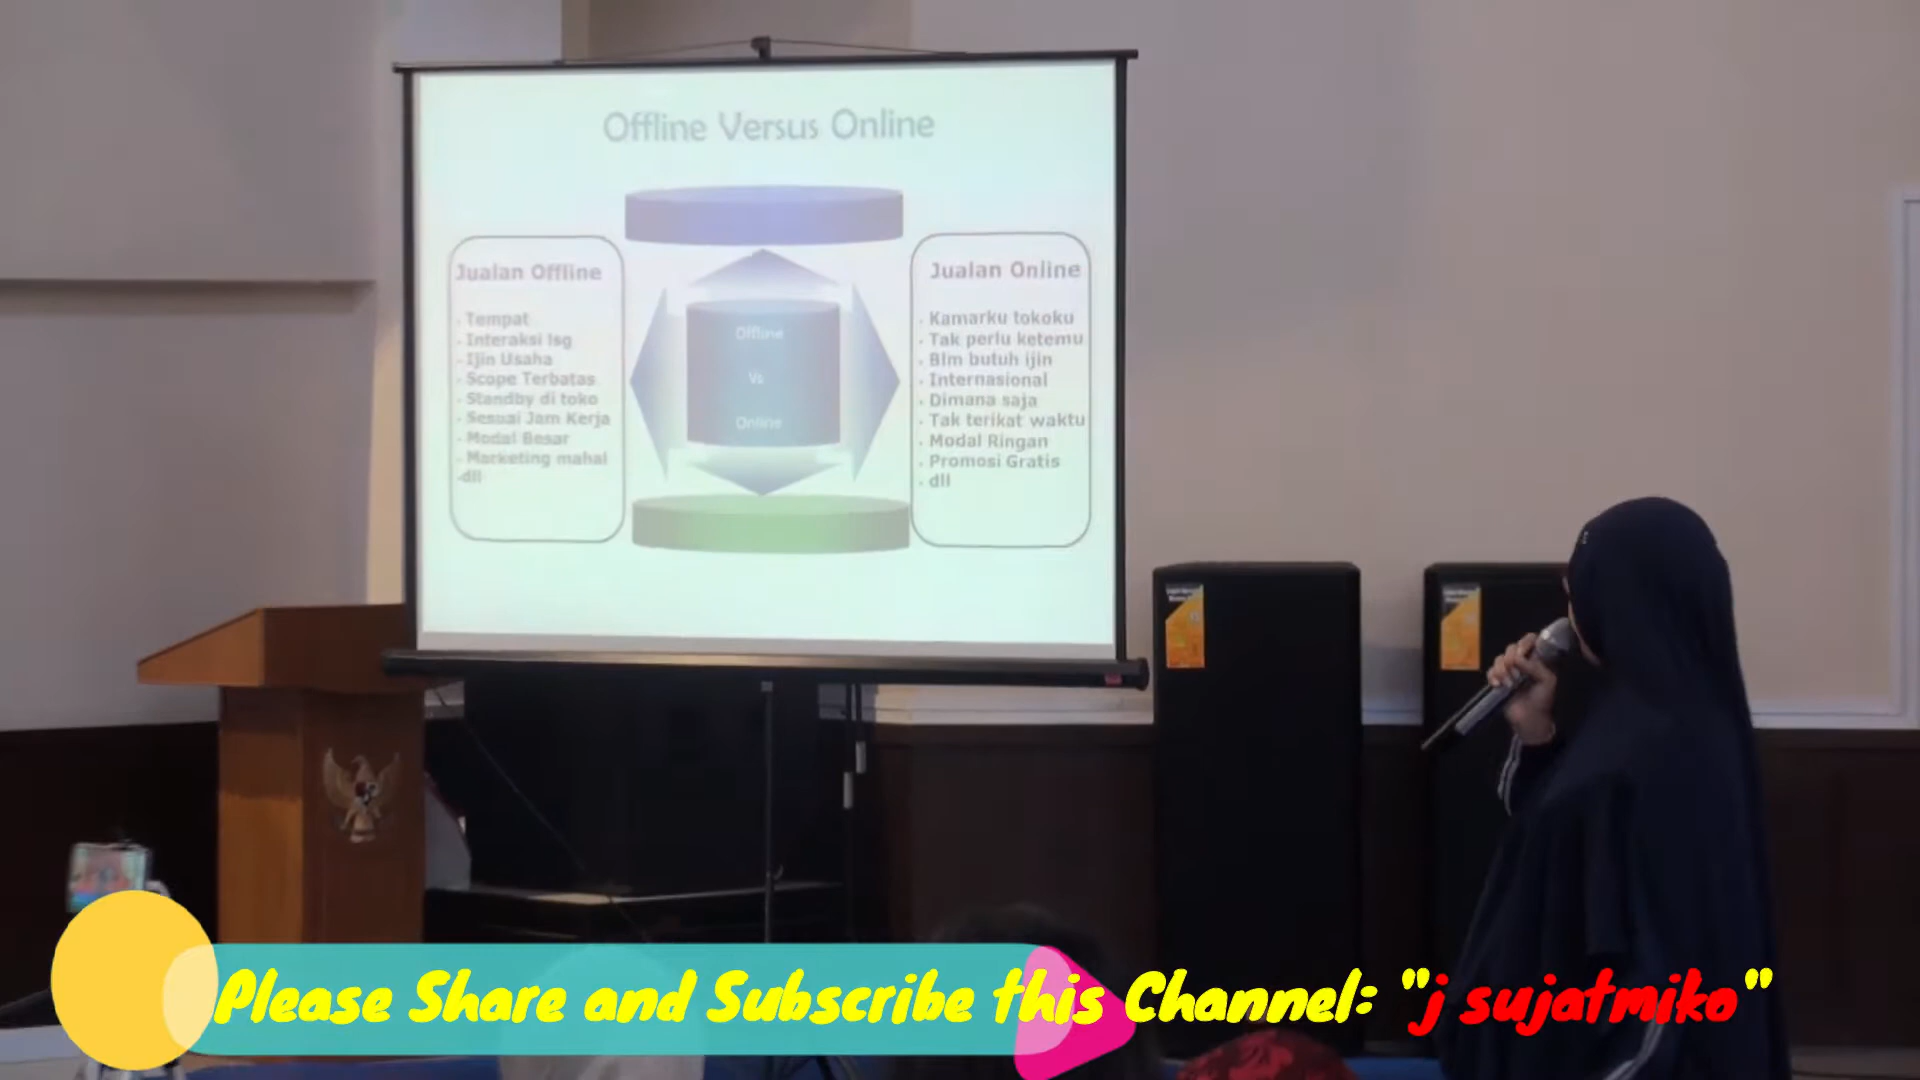 Offline Versus Online
Jualan Offline
- Tempat
- Interaksi lsg
- Ijin Usaha
- Scope Terbatas
- Standby di toko
- Sesuai Jam Kerja
- Modal Besar
- Marketing mahal
-dll
Offline
Vs
Online
Jualan Online
- Kamarku tokoku
- Tak perlu ketemu
- Blm butuh ijin
- Internasional
- Dimana saja
- Tak terikat waktu
- Modal Ringan
- Promosi Gratis
- dll
Please Share and Subscribe this Channel: "j sujatmiko"